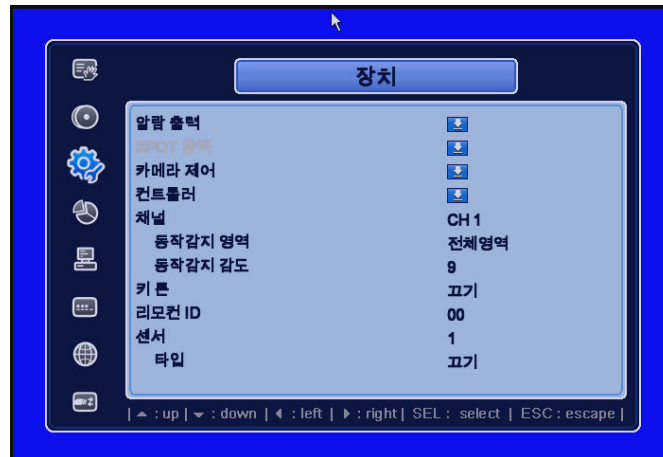 장치
알람 출력
SPOT 출력
카메라 제어
컨트롤러
채널 CH 1
동작감지 영역 전체영역
동작감지 감도 9
키 톤 끄기
리모컨 ID 00
센서 1
타입 끄기
| ▲ : up | ▼ : down | ◀ : left | ▶ : right | SEL : select | ESC : escape |